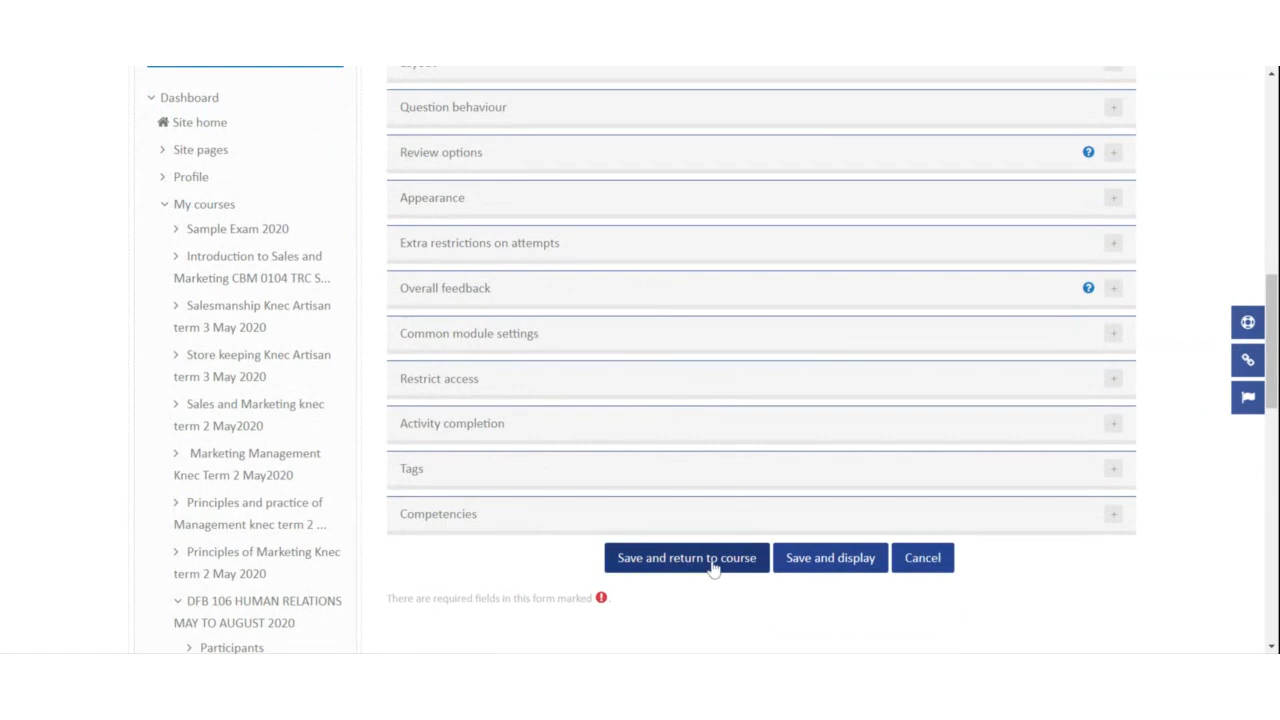 Dashboard
Site home
Site pages
Profile
My courses
Sample Exam 2020
Introduction to Sales and
Marketing CBM 0104 TRC S...
Salesmanship Knec Artisan
term 3 May 2020
Store keeping Knec Artisan
term 3 May 2020
Sales and Marketing knec
term 2 May2020
Marketing Management
Knec Term 2 May2020
Principles and practice of
Management knec term 2 ...
Principles of Marketing Knec
term 2 May 2020
DFB 106 HUMAN RELATIONS
MAY TO AUGUST 2020
Participants
Question behaviour
Review options
Appearance
Extra restrictions on attempts
Overall feedback
Common module settings
Restrict access
Activity completion
Tags
Competencies
Save and return to course
Save and display
Cancel
There are required fields in this form marked .